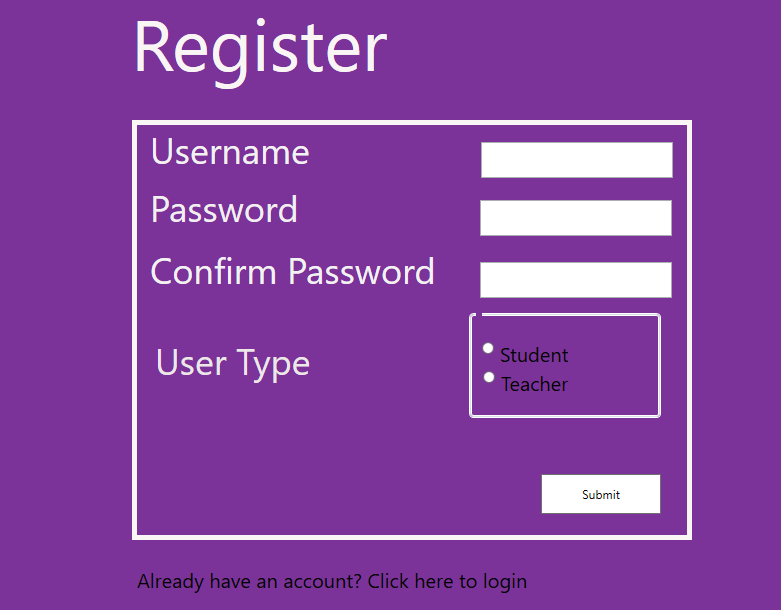 Register
Username
Password
Confirm Password
User Type
Student
Teacher
Submit
Already have an account? Click here to login